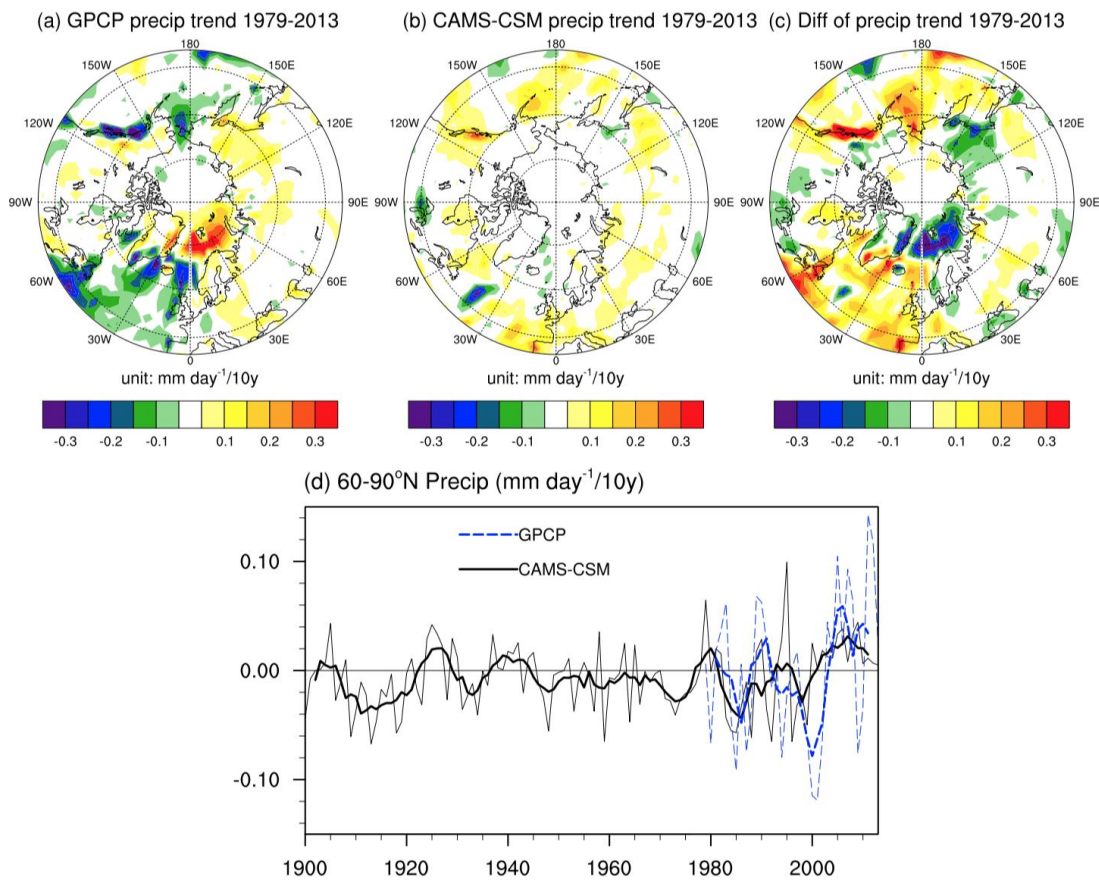 (a) GPCP precip trend 1979-2013
(b) CAMS-CSM precip trend 1979-2013
(c) Diff of precip trend 1979-2013
180
150W
150E
120W
120E
90W
90E
60W
60E
30W
30E
0
unit: mm day-1/10y
-0.3 -0.2 -0.1 0.1 0.2 0.3
180
150W
150E
120W
120E
90W
90E
60W
60E
30W
30E
0
unit: mm day-1/10y
-0.3 -0.2 -0.1 0.1 0.2 0.3
180
150W
150E
120W
120E
90W
90E
60W
60E
30W
30E
0
unit: mm day-1/10y
-0.3 -0.2 -0.1 0.1 0.2 0.3
(d) 60-90oN Precip (mm day-1/10y)
GPCP
CAMS-CSM
0.10
0.00
-0.10
1900 1920 1940 1960 1980 2000